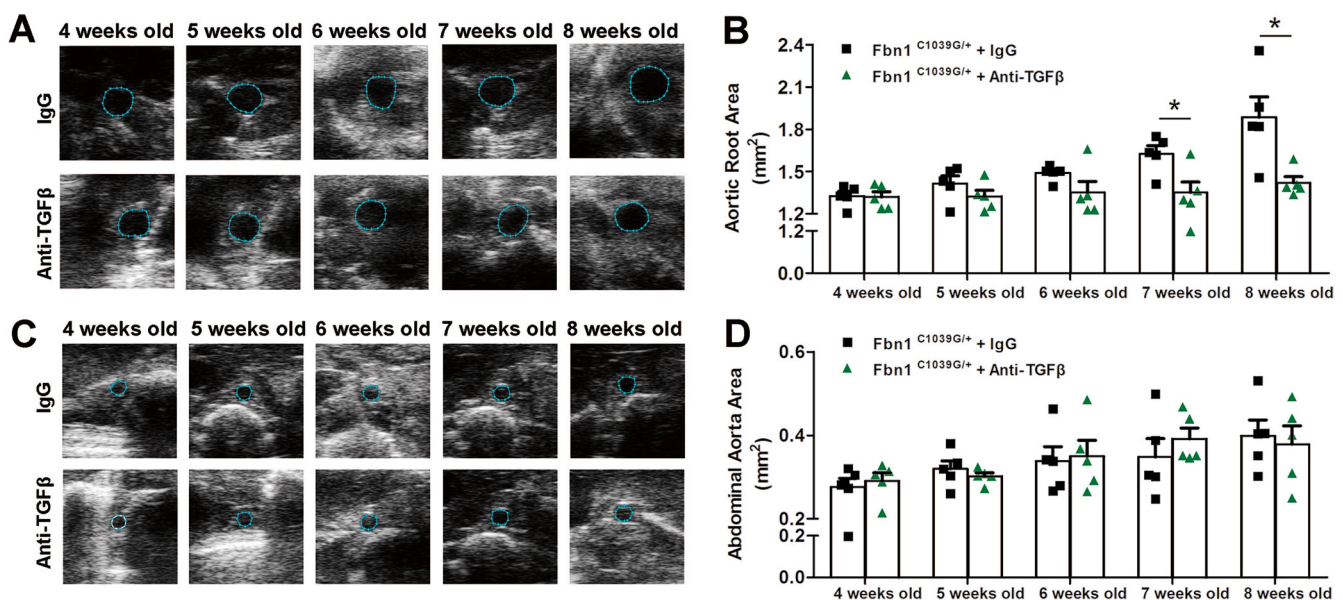 A
4 weeks old 5 weeks old 6 weeks old 7 weeks old 8 weeks old
IgG
Anti-TGFβ
B
Fbn1 C1039G/+ + IgG
Fbn1 C1039G/+ + Anti-TGFβ
Aortic Root Area
(mm²)
2.4
2.1
1.8
1.5
1.2
1.2
0.0
*
*
4 weeks old 5 weeks old 6 weeks old 7 weeks old 8 weeks old
C
4 weeks old 5 weeks old 6 weeks old 7 weeks old 8 weeks old
IgG
Anti-TGFβ
D
Fbn1 C1039G/+ + IgG
Fbn1 C1039G/+ + Anti-TGFβ
Abdominal Aorta Area
(mm²)
0.6
0.4
0.2
0.2
0.0
4 weeks old 5 weeks old 6 weeks old 7 weeks old 8 weeks old